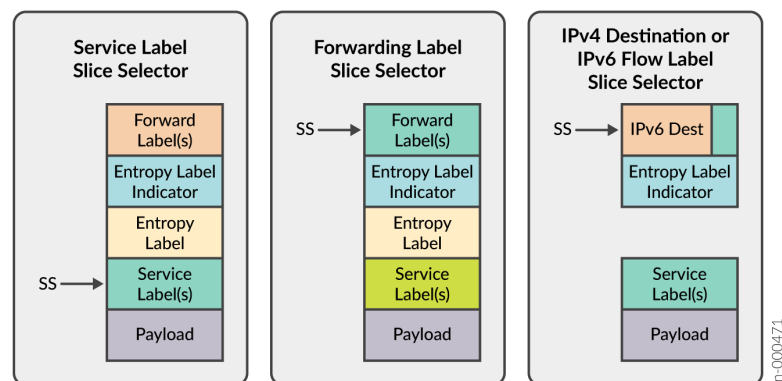 Service Label
Slice Selector
Forward
Label(s)
Entropy Label
Indicator
Entropy
Label
SS
Service
Label(s)
Payload
Forwarding Label
Slice Selector
SS
Forward
Label(s)
Entropy Label
Indicator
Entropy
Label
Service
Label(s)
Payload
IPv4 Destination or
IPv6 Flow Label
Slice Selector
SS
IPv6 Dest
Entropy Label
Indicator
Service
Label(s)
Payload
n-000471